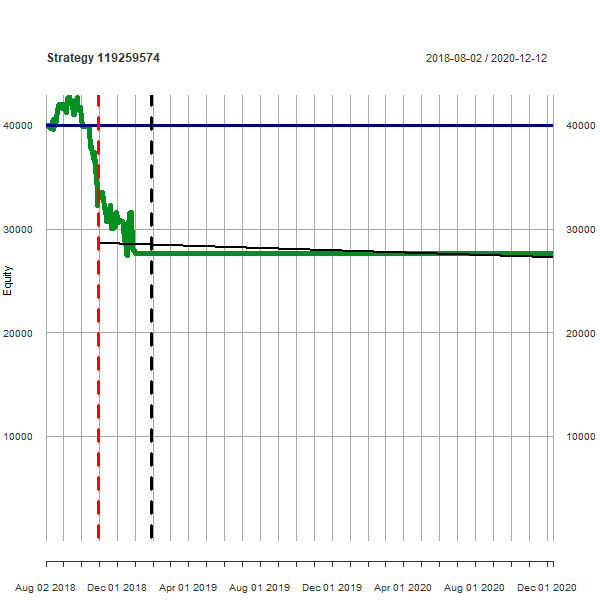 Strategy 119259574
2018-08-02 / 2020-12-12
40000
40000
30000
30000
Equity
20000
20000
10000
10000
Aug 02 2018
Dec 01 2018
Apr 01 2019
Aug 01 2019
Dec 01 2019
Apr 01 2020
Aug 01 2020
Dec 01 2020